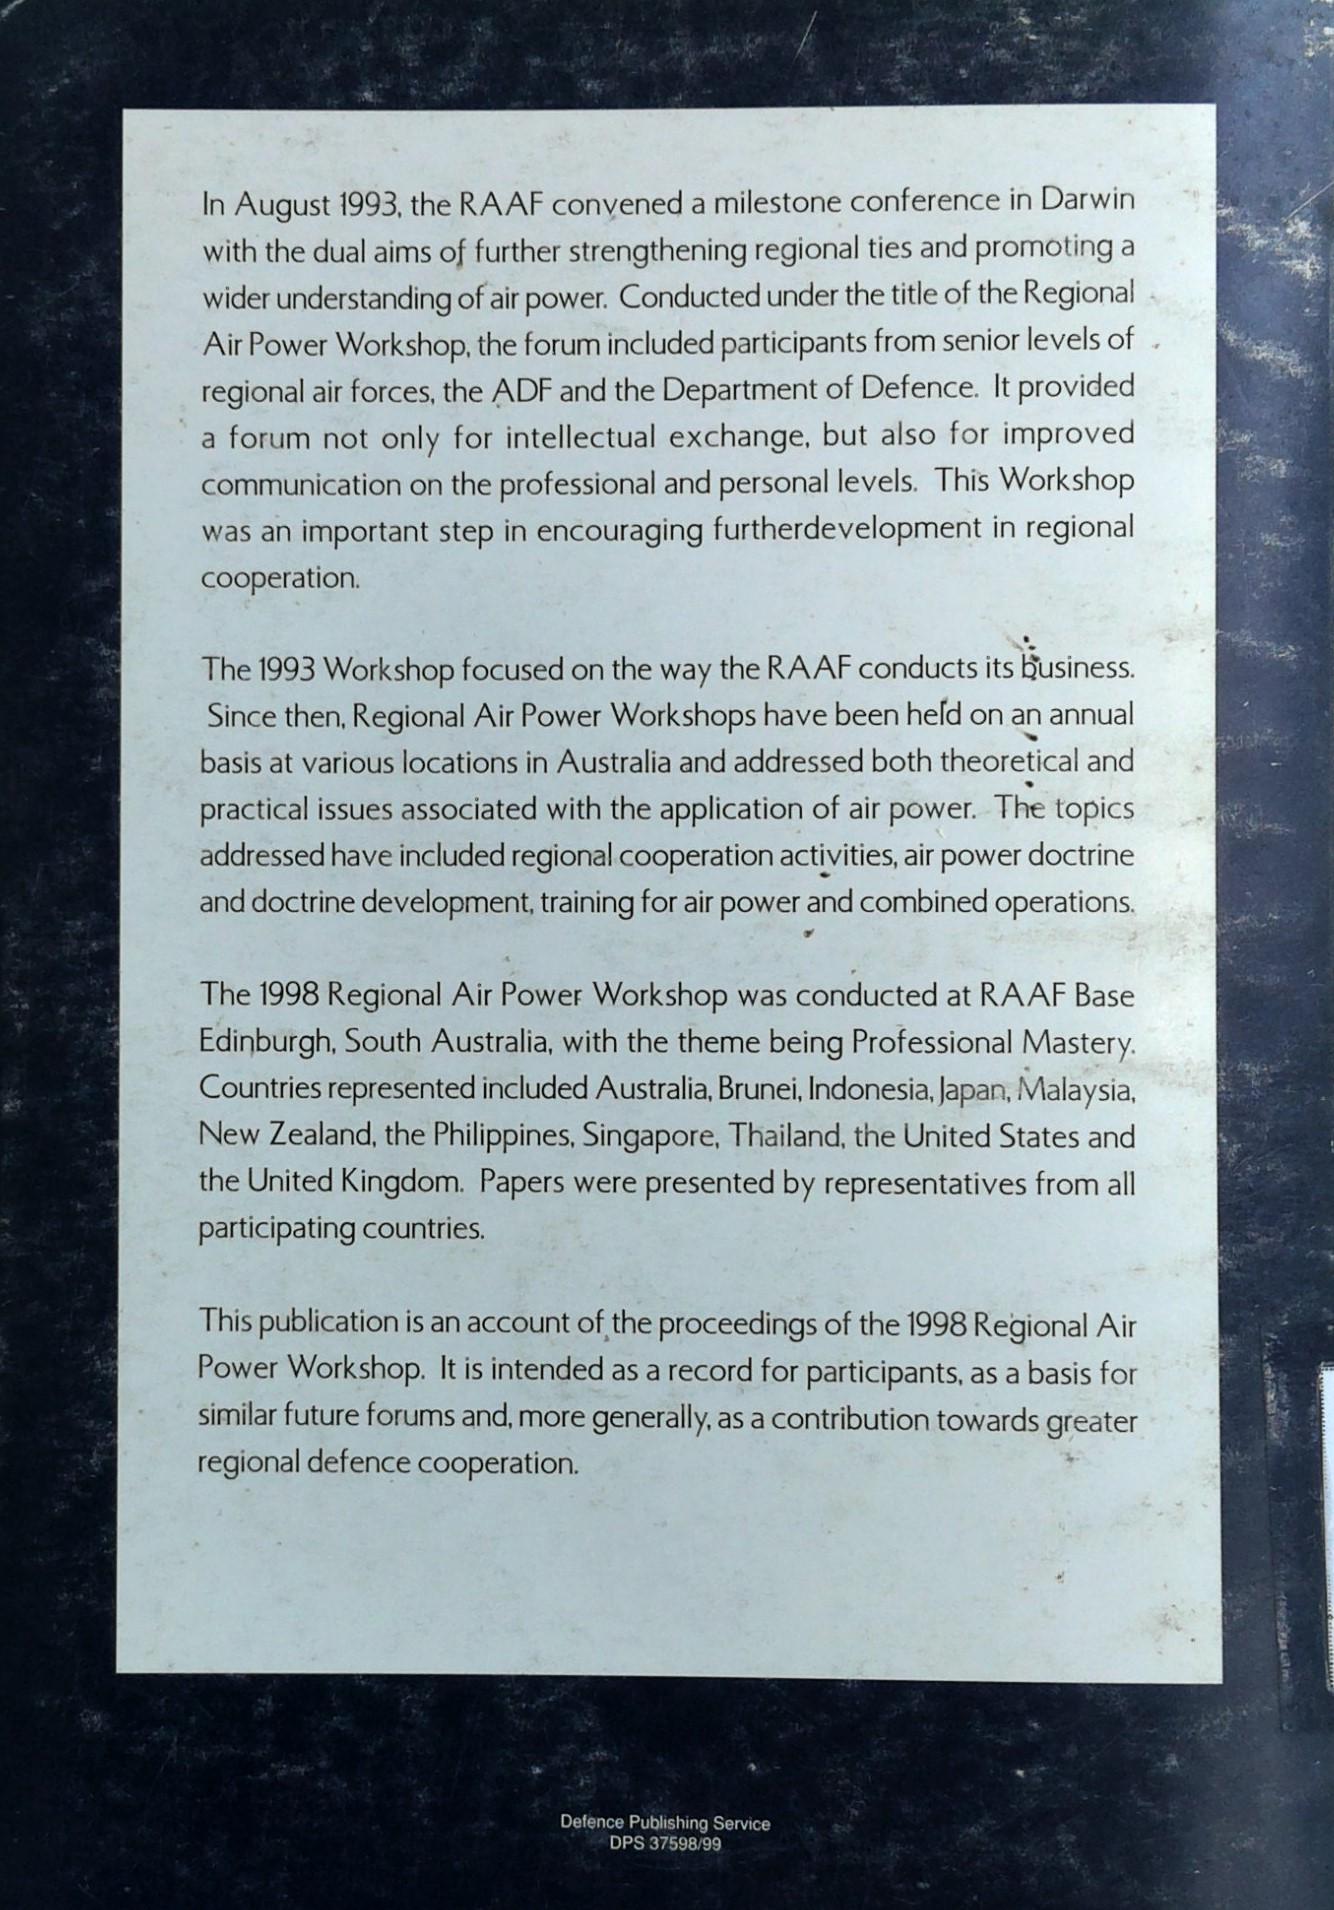 In August 1993, the RAAF convened a milestone conference in Darwin
with the dual aims of further strengthening regional ties and promoting a
wider understanding of air power. Conducted under the title of the Regional
Air Power Workshop, the forum included participants from senior levels of
regional air forces, the ADF and the Department of Defence. It provided
a forum not only for intellectual exchange, but also for improved
communication on the professional and personal levels. This Workshop
was an important step in encouraging furtherdevelopment in regional
cooperation.
The 1993 Workshop focused on the way the RAAF conducts its business.
Since then, Regional Air Power Workshops have been held on an annual
basis at various locations in Australia and addressed both theoretical and
practical issues associated with the application of air power. The topics
addressed have included regional cooperation activities, air power doctrine
and doctrine development, training for air power and combined operations.
The 1998 Regional Air Power Workshop was conducted at RAAF Base
Edinburgh, South Australia, with the theme being Professional Mastery.
Countries represented included Australia, Brunei, Indonesia, Japan, Malaysia,
New Zealand, the Philippines, Singapore, Thailand, the United States and
the United Kingdom. Papers were presented by representatives from all
participating countries.
This publication is an account of the proceedings of the 1998 Regional Air
Power Workshop. It is intended as a record for participants, as a basis for
similar future forums and, more generally, as a contribution towards greater
regional defence cooperation.
Defence Publishing Service
DPS 37598/99